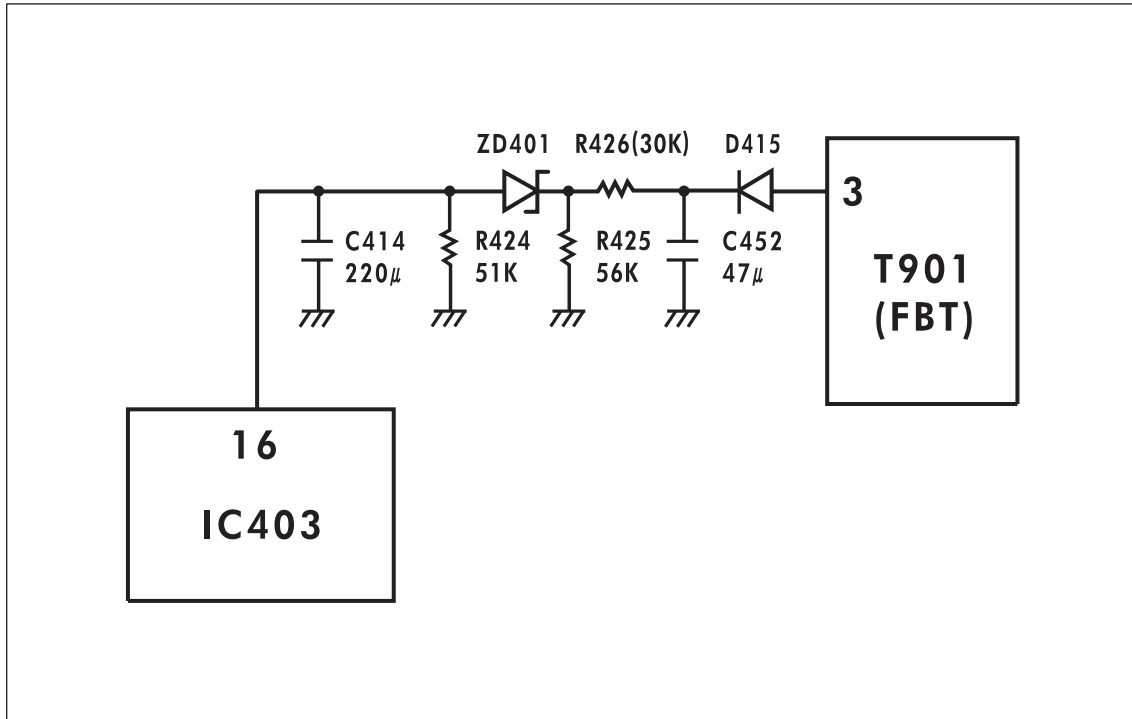 ZD401 R426(30K) D415
C414
220μ
R424
51K
R425
56K
C452
47μ
3
T901
(FBT)
16
IC403